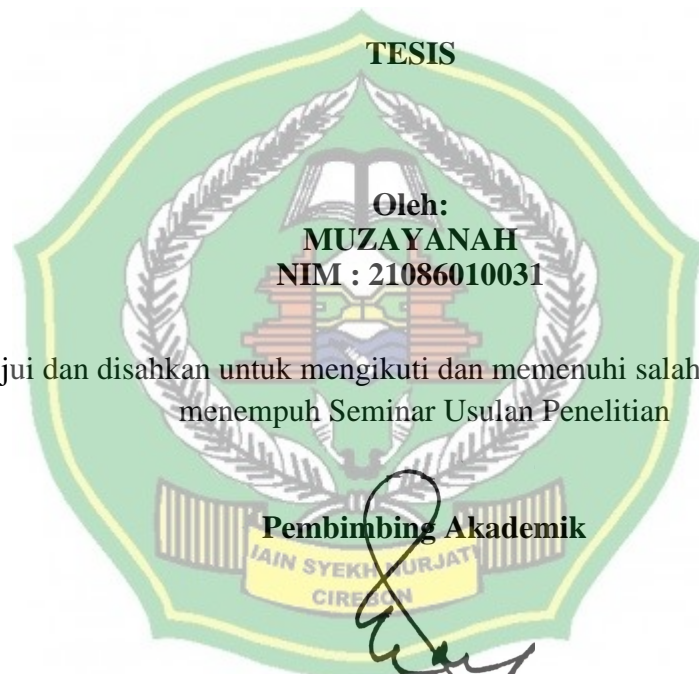 TESIS
Oleh:
MUZAYANAH
NIM : 21086010031
jui dan disahkan untuk mengikuti dan memenuhi salah
menempuh Seminar Usulan Penelitian
Pembimbing Akademik
IAIN SYEKH NURJATI
CIREBON